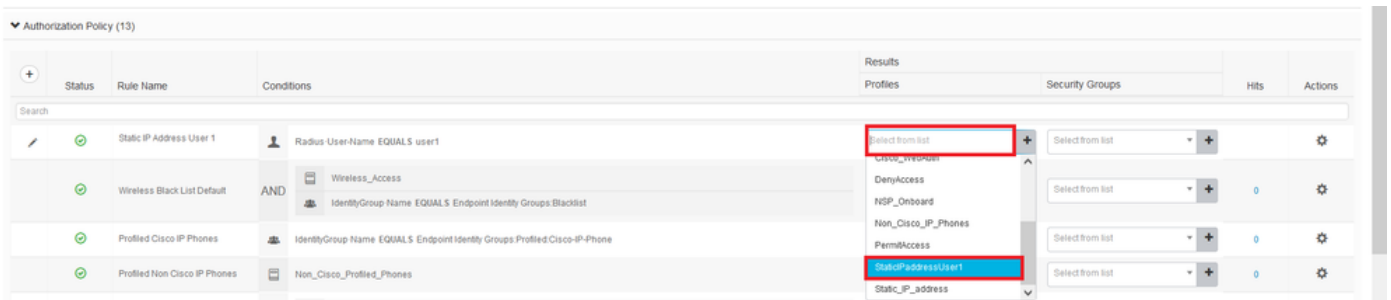 Authorization Policy (13)
Results
+ Status Rule Name Conditions Profiles Security Groups Hits Actions
Search
Static IP Address User 1 Radius·User-Name EQUALS user1 Select from list + Select from list +
Cisco_WebAuth
DenyAccess
Wireless Black List Default AND Wireless_Access Select from list + 0
IdentityGroup·Name EQUALS Endpoint Identity Groups:Blacklist
NSP_Onboard
Non_Cisco_IP_Phones
Profiled Cisco IP Phones IdentityGroup·Name EQUALS Endpoint Identity Groups:Profiled:Cisco-IP-Phone Select from list + 0
PermitAccess
Profiled Non Cisco IP Phones Non_Cisco_Profiled_Phones StaticIPaddressUser1 Select from list + 0
Static_IP_address